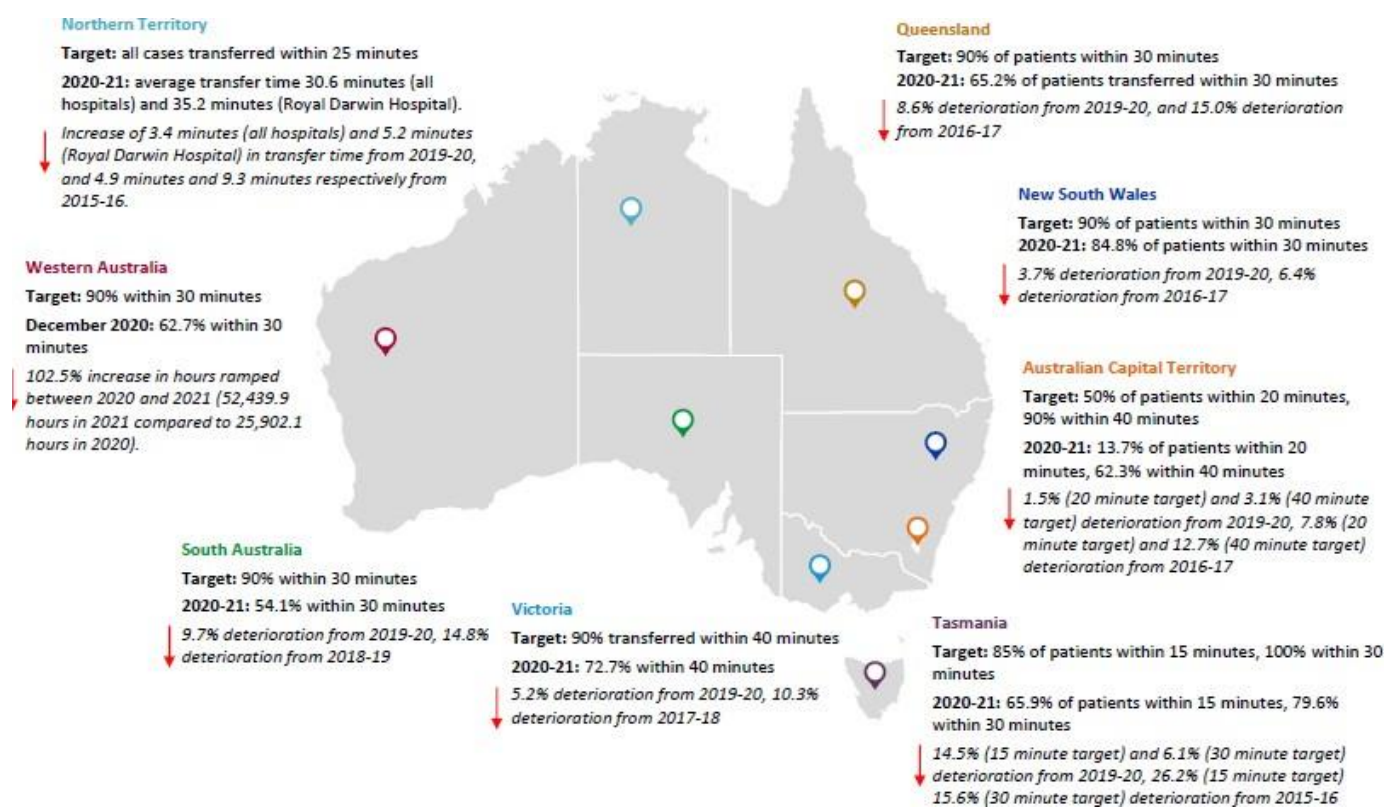 Northern Territory
Target: all cases transferred within 25 minutes
2020-21: average transfer time 30.6 minutes (all
hospitals) and 35.2 minutes (Royal Darwin Hospital).
Increase of 3.4 minutes (all hospitals) and 5.2 minutes
(Royal Darwin Hospital) in transfer time from 2019-20,
and 4.9 minutes and 9.3 minutes respectively from
2015-16.
Queensland
Target: 90% of patients within 30 minutes
2020-21: 65.2% of patients transferred within 30 minutes
8.6% deterioration from 2019-20, and 15.0% deterioration
from 2016-17
New South Wales
Target: 90% of patients within 30 minutes
2020-21: 84.8% of patients within 30 minutes
3.7% deterioration from 2019-20, 6.4%
deterioration from 2016-17
Western Australia
Target: 90% within 30 minutes
December 2020: 62.7% within 30
minutes
102.5% increase in hours ramped
between 2020 and 2021 (52,439.9
hours in 2021 compared to 25,902.1
hours in 2020).
Australian Capital Territory
Target: 50% of patients within 20 minutes,
90% within 40 minutes
2020-21: 13.7% of patients within 20
minutes, 62.3% within 40 minutes
1.5% (20 minute target) and 3.1% (40 minute
target) deterioration from 2019-20, 7.8% (20
minute target) and 12.7% (40 minute target)
deterioration from 2016-17
South Australia
Target: 90% within 30 minutes
2020-21: 54.1% within 30 minutes
9.7% deterioration from 2019-20, 14.8%
deterioration from 2018-19
Victoria
Target: 90% transferred within 40 minutes
2020-21: 72.7% within 40 minutes
5.2% deterioration from 2019-20, 10.3%
deterioration from 2017-18
Tasmania
Target: 85% of patients within 15 minutes, 100% within 30
minutes
2020-21: 65.9% of patients within 15 minutes, 79.6%
within 30 minutes
14.5% (15 minute target) and 6.1% (30 minute target)
deterioration from 2019-20, 26.2% (15 minute target)
15.6% (30 minute target) deterioration from 2015-16